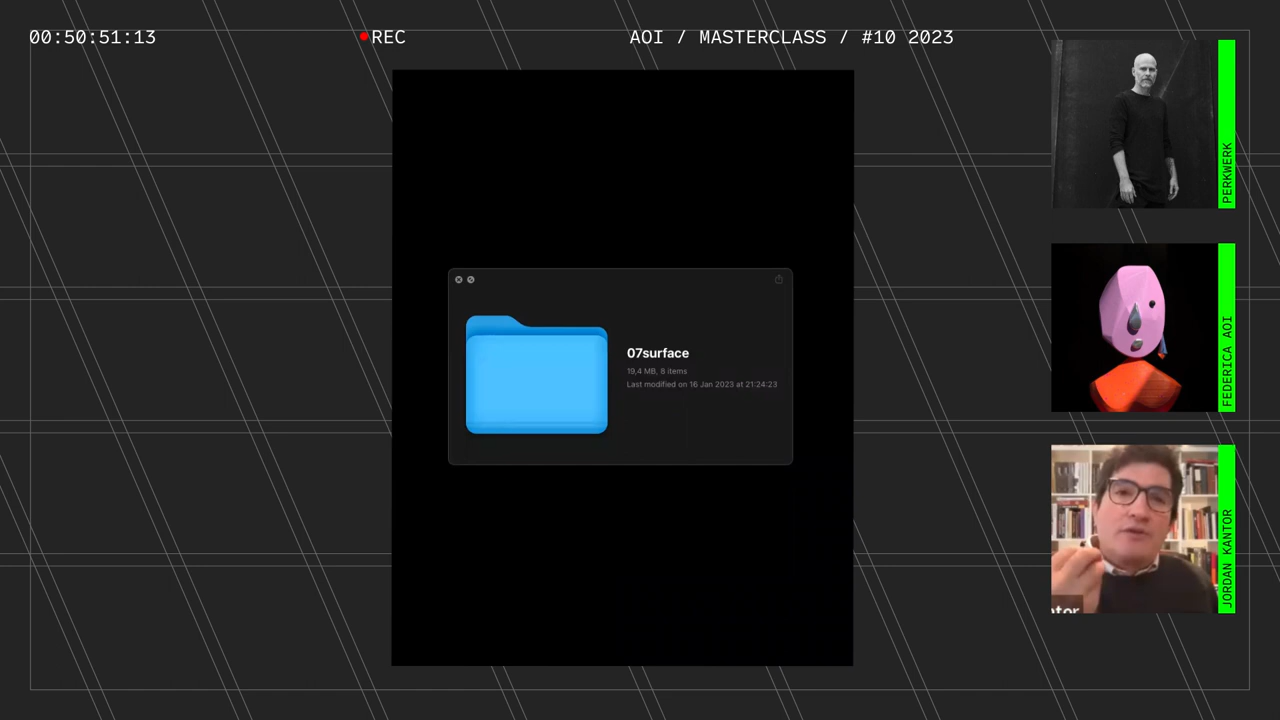 00:50:51:13
REC
AOI / MASTERCLASS / #10 2023
PERKWERK
07surface
19,4 MB, 8 items
Last modified on 16 Jan 2023 at 21:24:23
FEDERICA AOI
JORDAN KANTOR
ntor